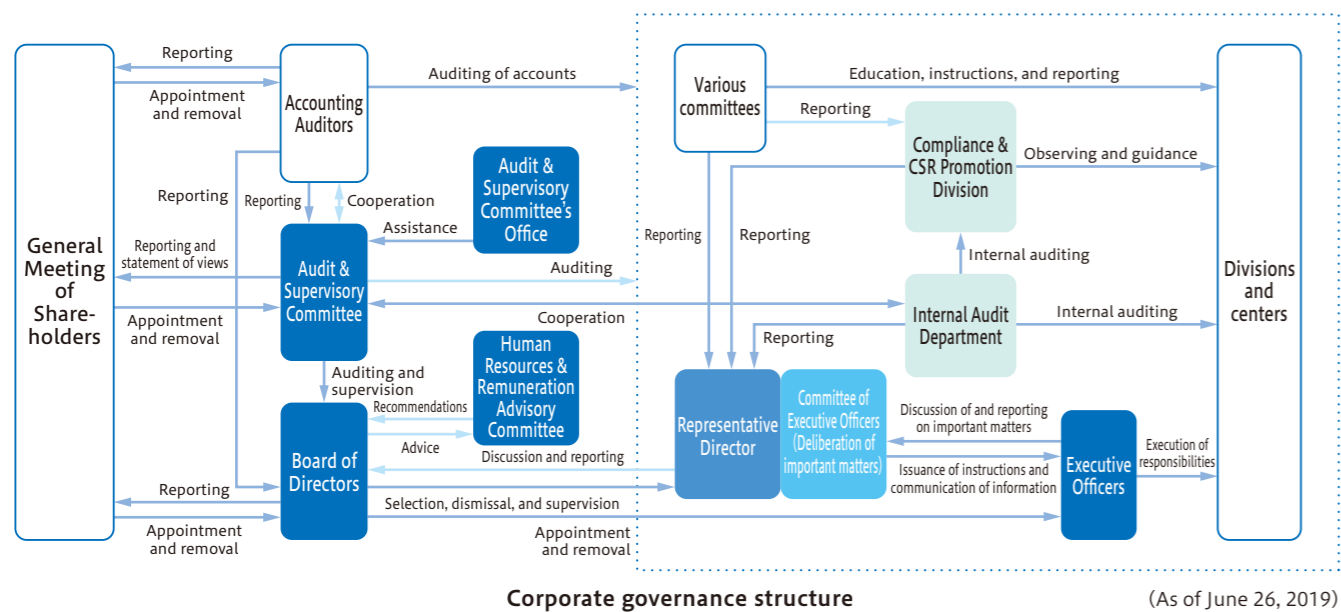 General
Meeting
of
Share-
holders
Reporting
Appointment
and removal
Accounting
Auditors
Auditing of accounts
Reporting
Reporting
Cooperation
Audit &
Supervisory
Committee's
Office
Assistance
Reporting and
statement of views
Audit &
Supervisory
Committee
Auditing
Appointment
and removal
Cooperation
Auditing and
supervision
Human
Resources &
Remuneration
Advisory
Committee
Recommendations
Advice
Board of
Directors
Discussion and reporting
Reporting
Selection, dismissal, and supervision
Appointment
and removal
Appointment
and removal
Various
committees
Education, instructions, and reporting
Reporting
Compliance &
CSR Promotion
Division
Observing and guidance
Reporting
Reporting
Internal auditing
Internal Audit
Department
Internal auditing
Reporting
Representative
Director
Committee of
Executive Officers
(Deliberation of
important matters)
Discussion of and reporting
on important matters
Issuance of instructions and
communication of information
Executive
Officers
Execution of
responsibilities
Divisions
and
centers
Corporate governance structure
(As of June 26, 2019)